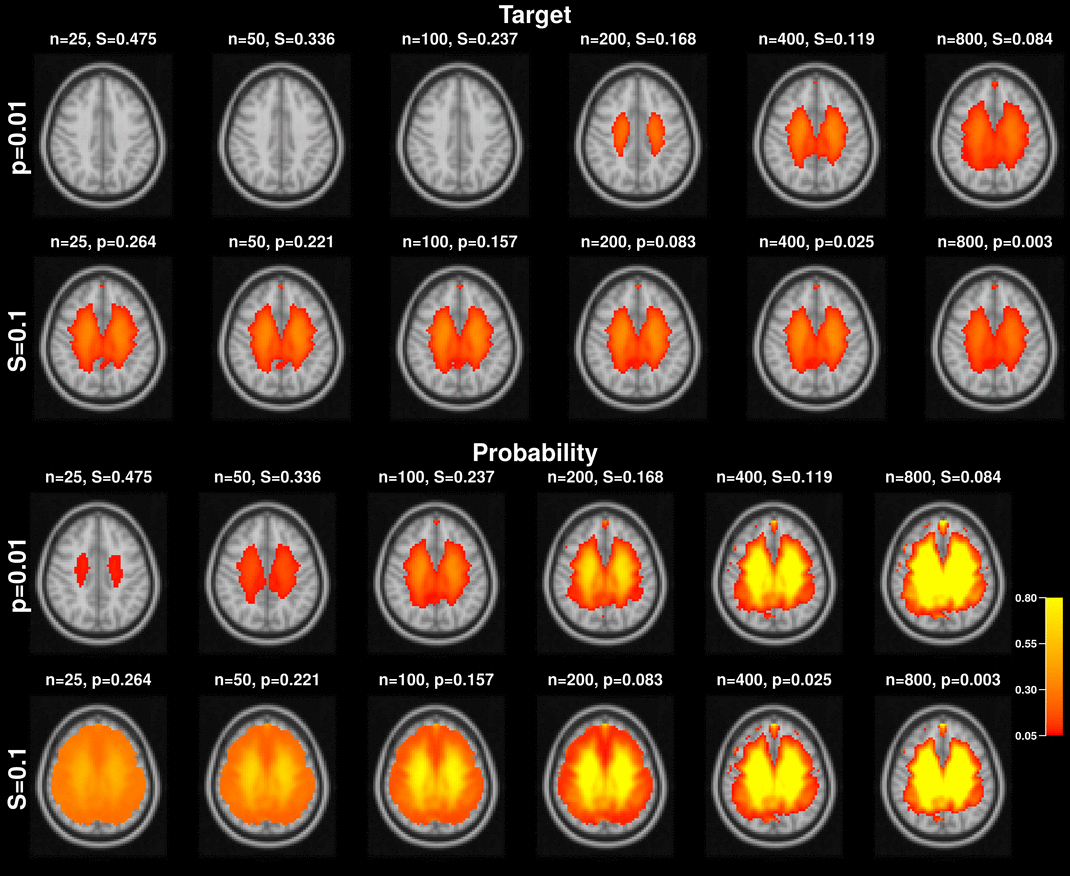 Target
n=25, S=0.475 n=50, S=0.336 n=100, S=0.237 n=200, S=0.168 n=400, S=0.119 n=800, S=0.084
p=0.01
n=25, p=0.264 n=50, p=0.221 n=100, p=0.157 n=200, p=0.083 n=400, p=0.025 n=800, p=0.003
S=0.1
Probability
n=25, S=0.475 n=50, S=0.336 n=100, S=0.237 n=200, S=0.168 n=400, S=0.119 n=800, S=0.084
p=0.01
0.80
0.55
0.30
0.05
n=25, p=0.264 n=50, p=0.221 n=100, p=0.157 n=200, p=0.083 n=400, p=0.025 n=800, p=0.003
S=0.1